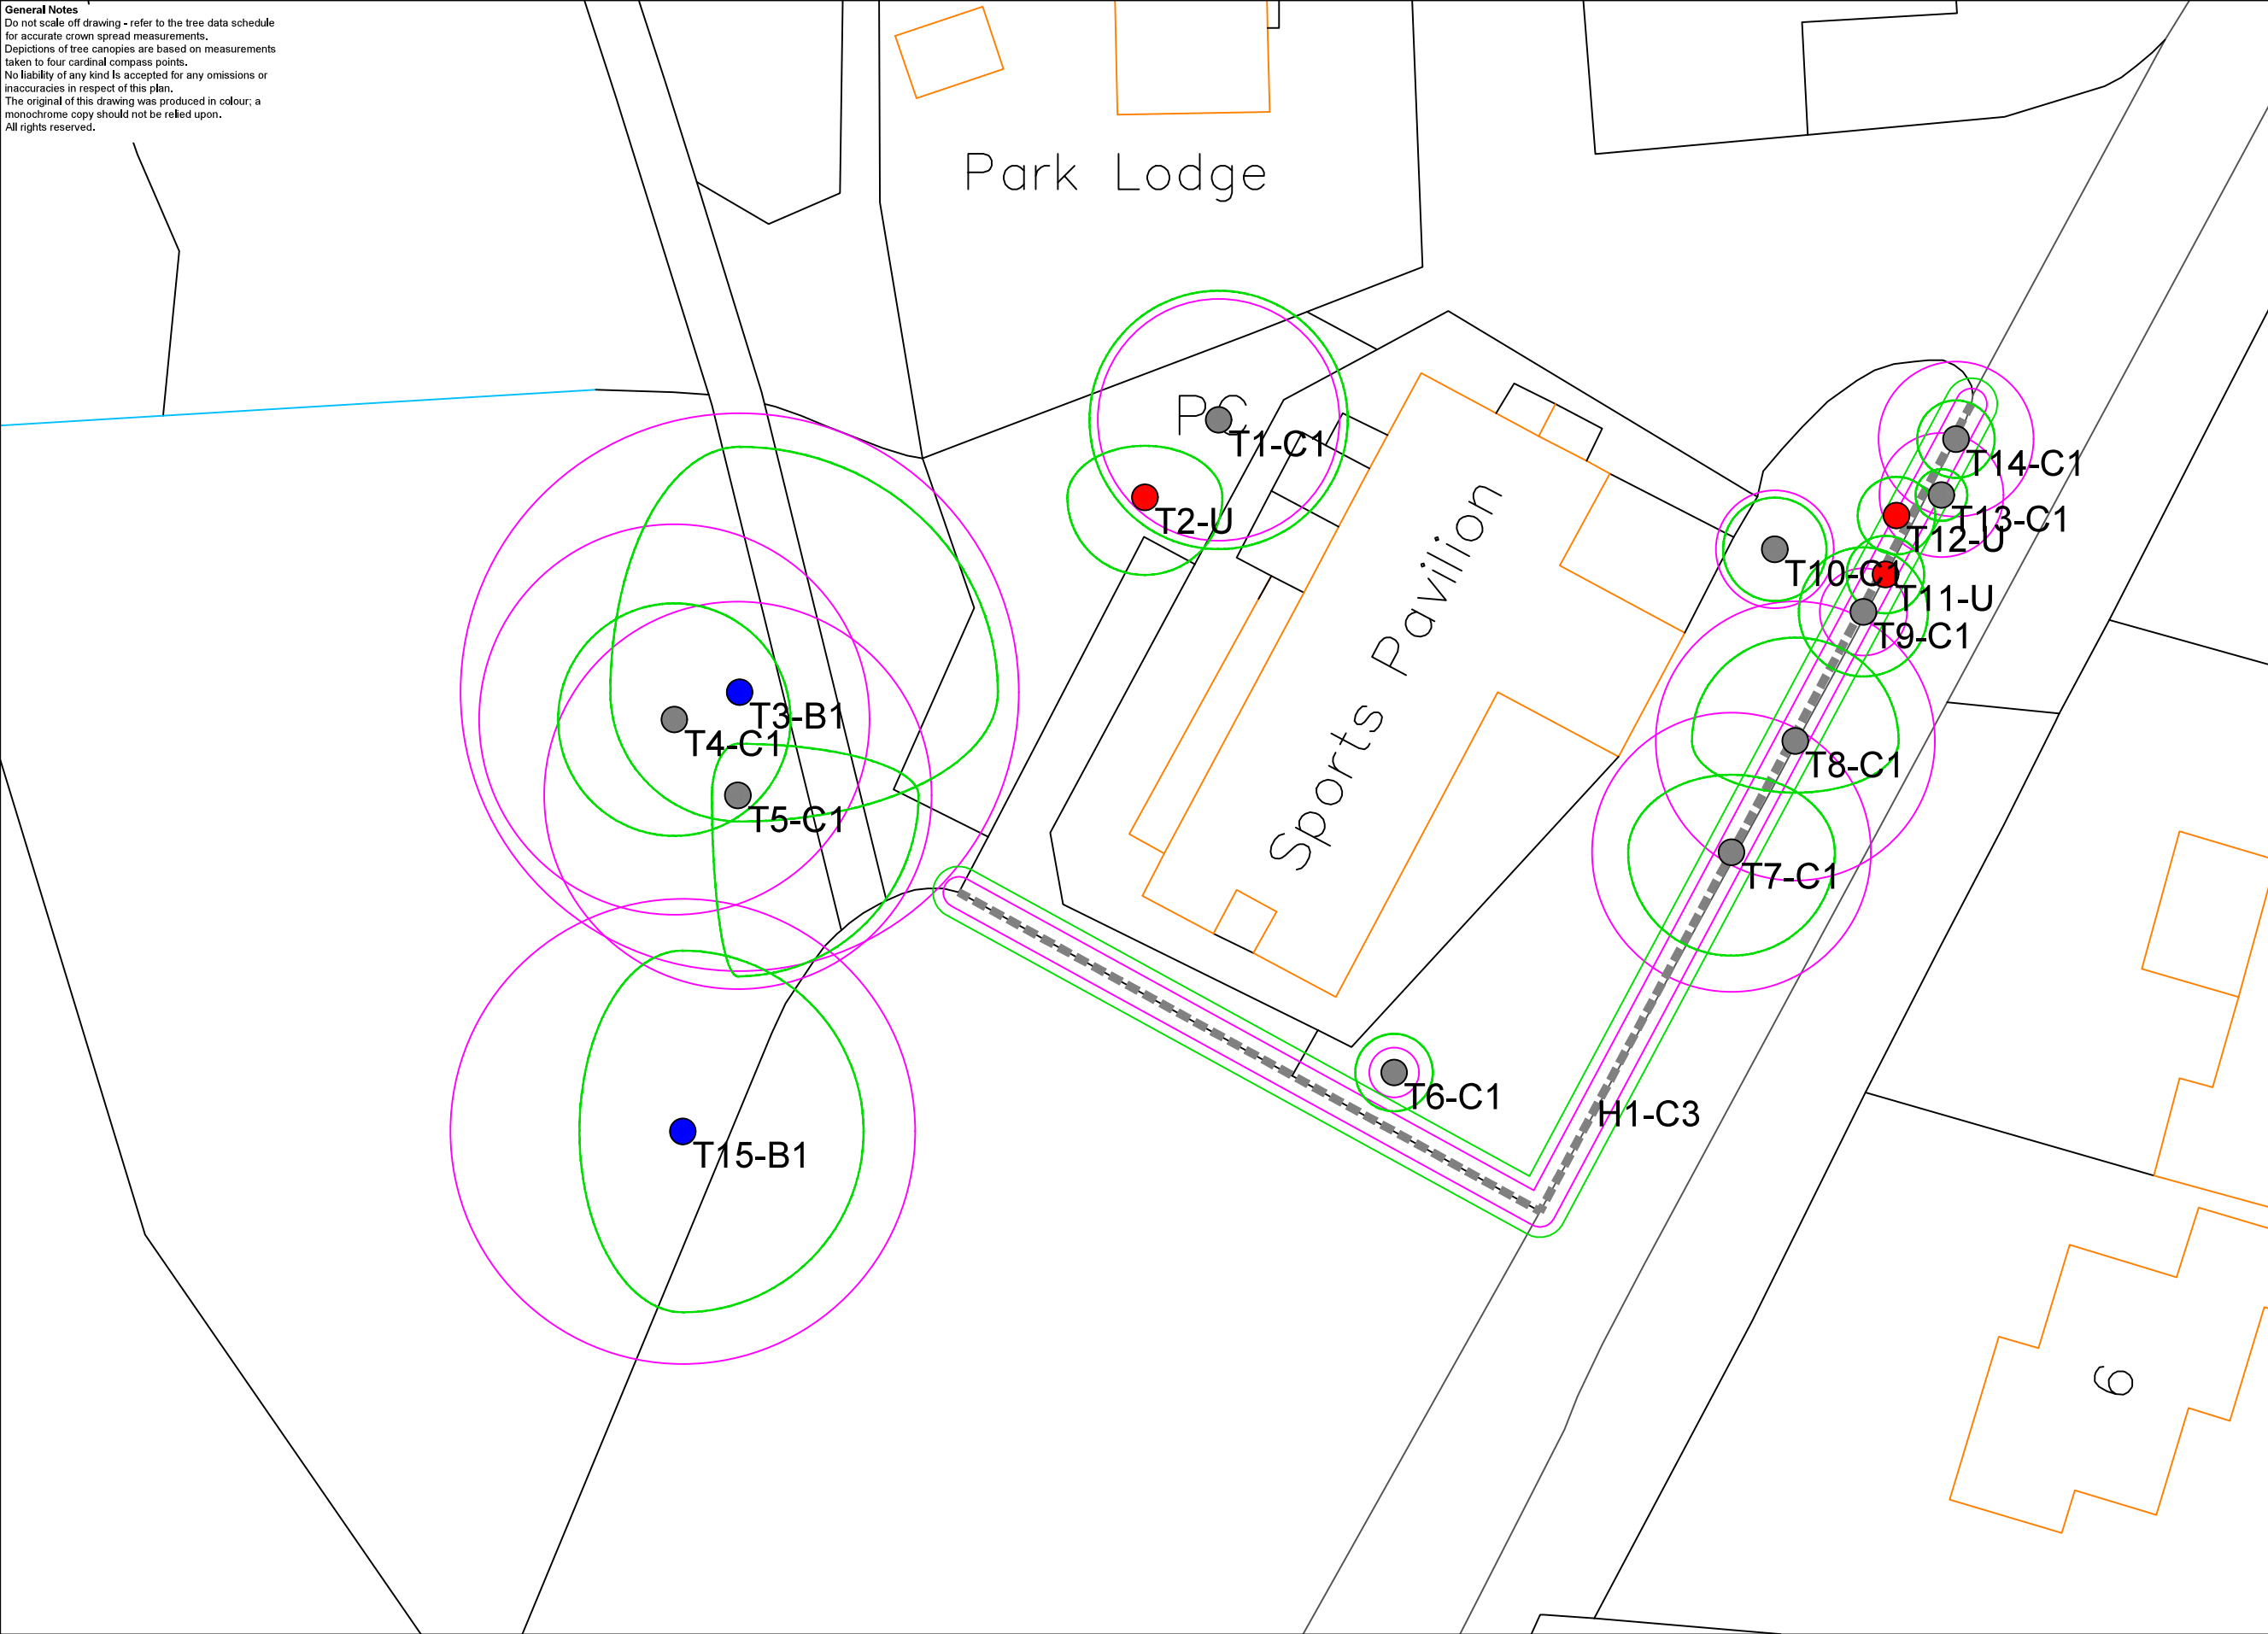 General Notes
Do not scale off drawing - refer to the tree data schedule
for accurate crown spread measurements.
Depictions of tree canopies are based on measurements
taken to four cardinal compass points.
No liability of any kind is accepted for any omissions or
inaccuracies in respect of this plan.
The original of this drawing was produced in colour; a
monochrome copy should not be relied upon.
All rights reserved.
Park Lodge
PC
T1-C1
T2-U
Sports Pavilion
T14-C1
T13-C1
T12-U
T10-C1
T11-U
T9-C1
T3-B1
T4-C1
T8-C1
T5-C1
T7-C1
T6-C1
H1-C3
T15-B1
6